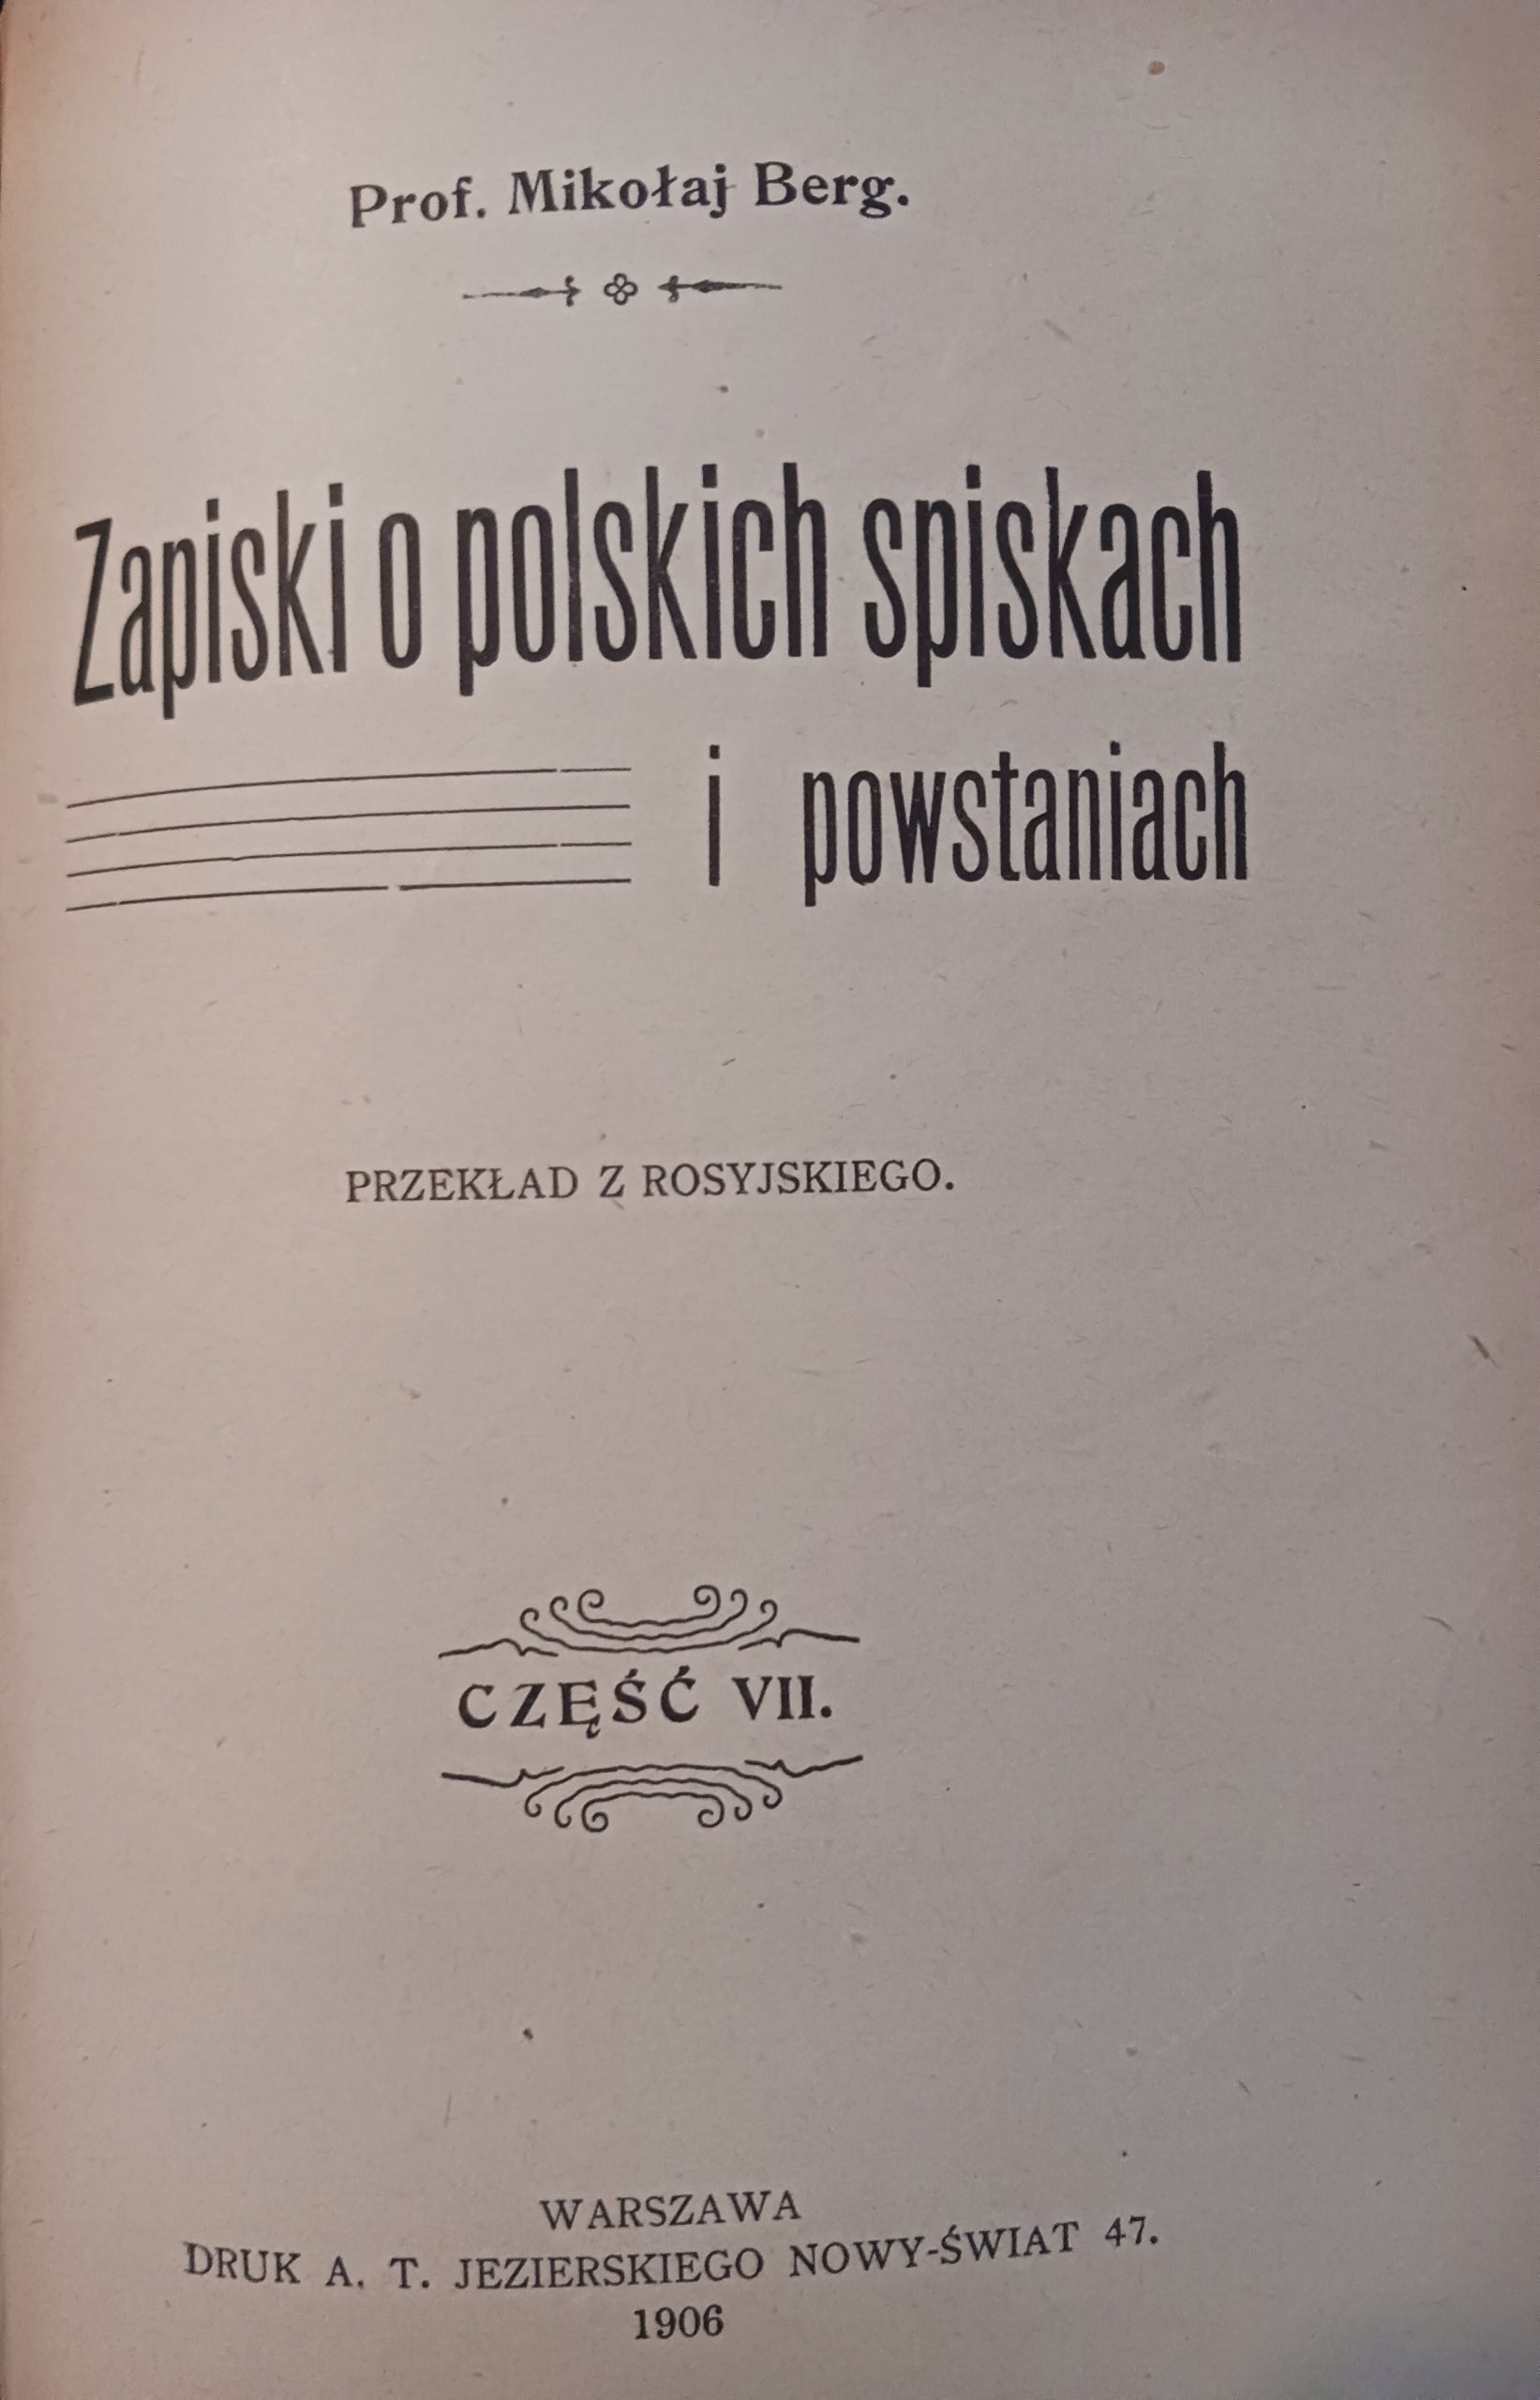 Prof. Mikołaj Berg.
Zapiski o polskich spiskach
i powstaniach
PRZEKŁAD Z ROSYJSKIEGO.
CZĘŚĆ VII.
WARSZAWA
DRUK A. T. JEZIERSKIEGO NOWY-ŚWIAT 47.
1906